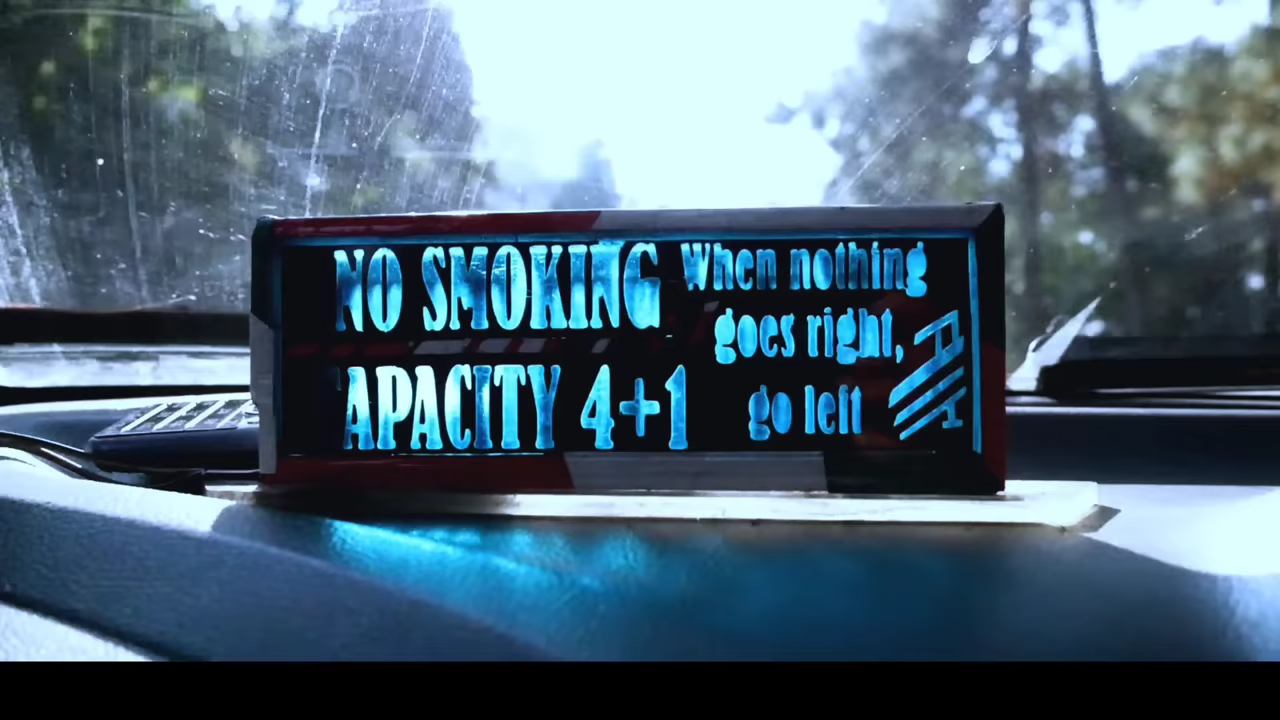 NO SMOKING
APACITY 4+1
When nothing
goes right,
go left